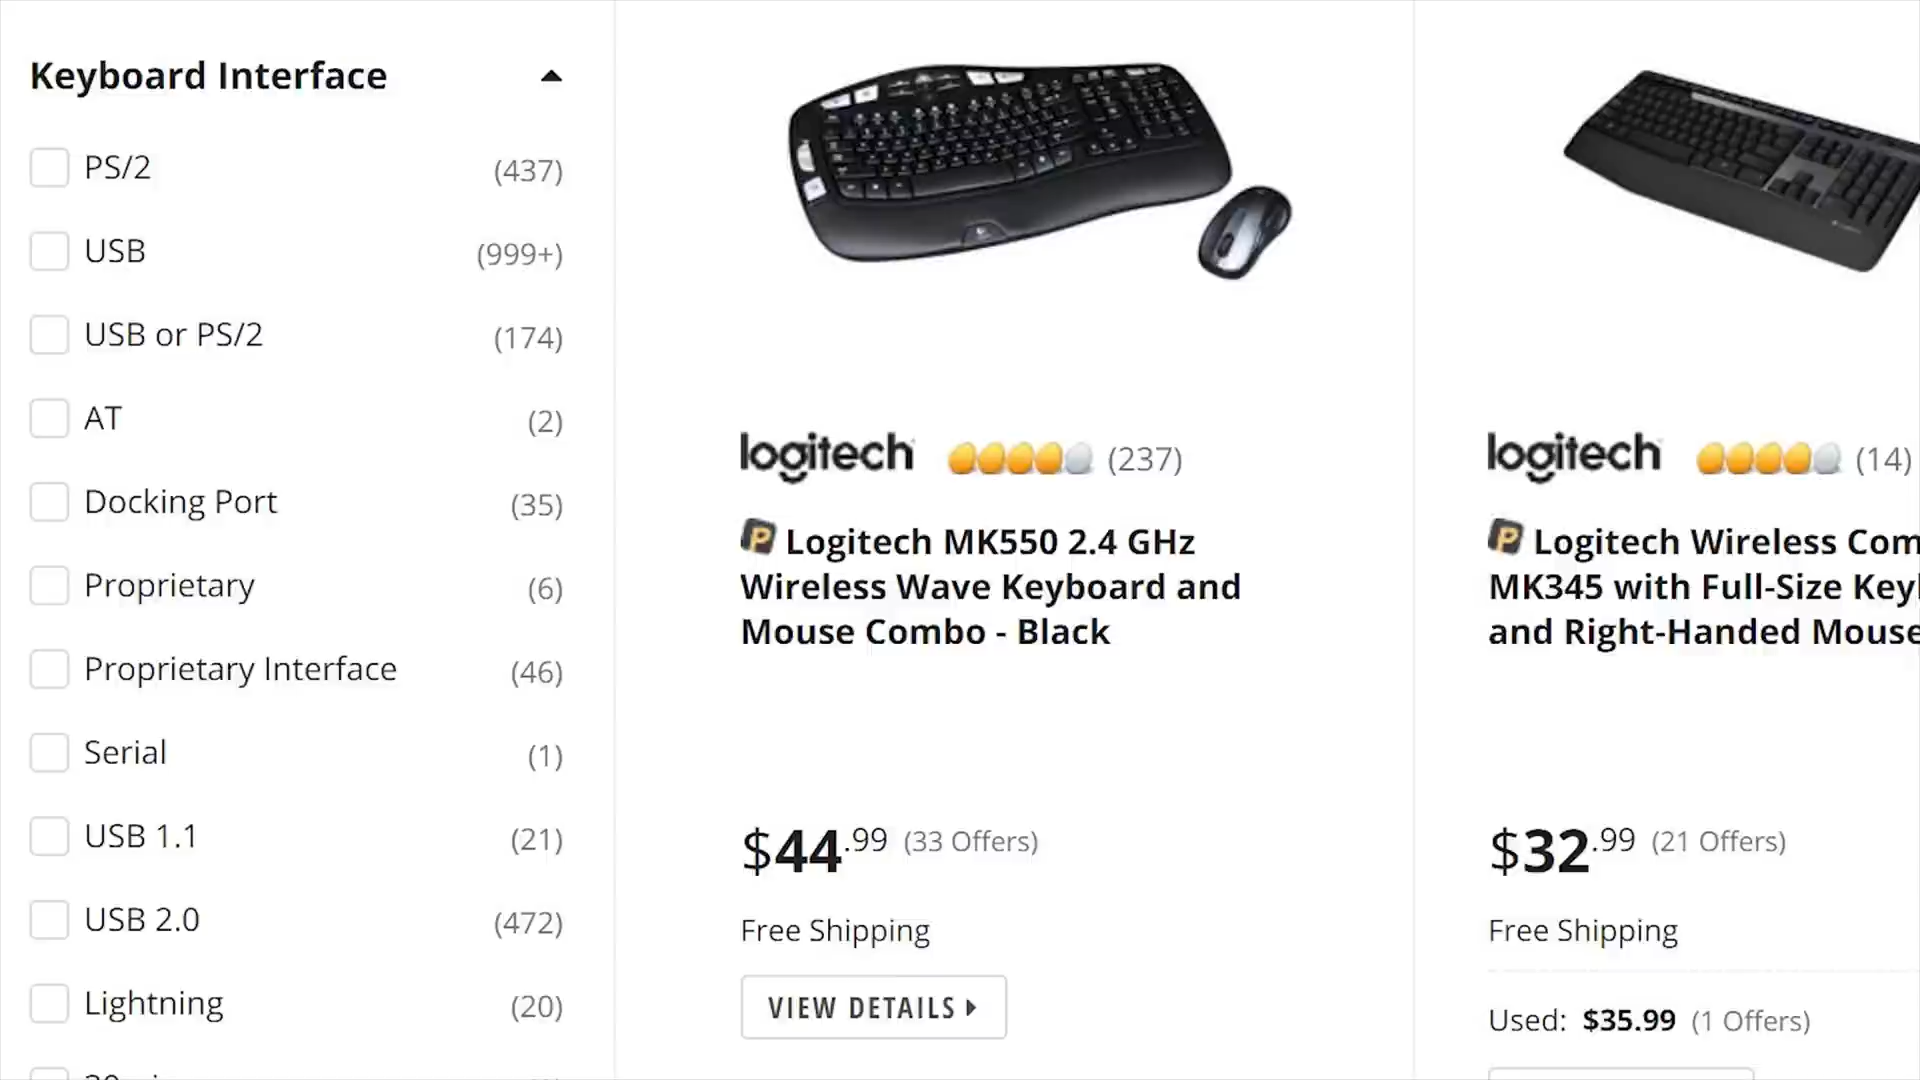 Keyboard Interface
PS/2 (437)
USB (999+)
USB or PS/2 (174)
AT (2)
Docking Port (35)
Proprietary (6)
Proprietary Interface (46)
Serial (1)
USB 1.1 (21)
USB 2.0 (472)
Lightning (20)
logitech (237)
Logitech MK550 2.4 GHz
Wireless Wave Keyboard and
Mouse Combo - Black
$44.99 (33 Offers)
Free Shipping
VIEW DETAILS
logitech (14)
Logitech Wireless Com
MK345 with Full-Size Key
and Right-Handed Mouse
$32.99 (21 Offers)
Free Shipping
Used: $35.99 (1 Offers)